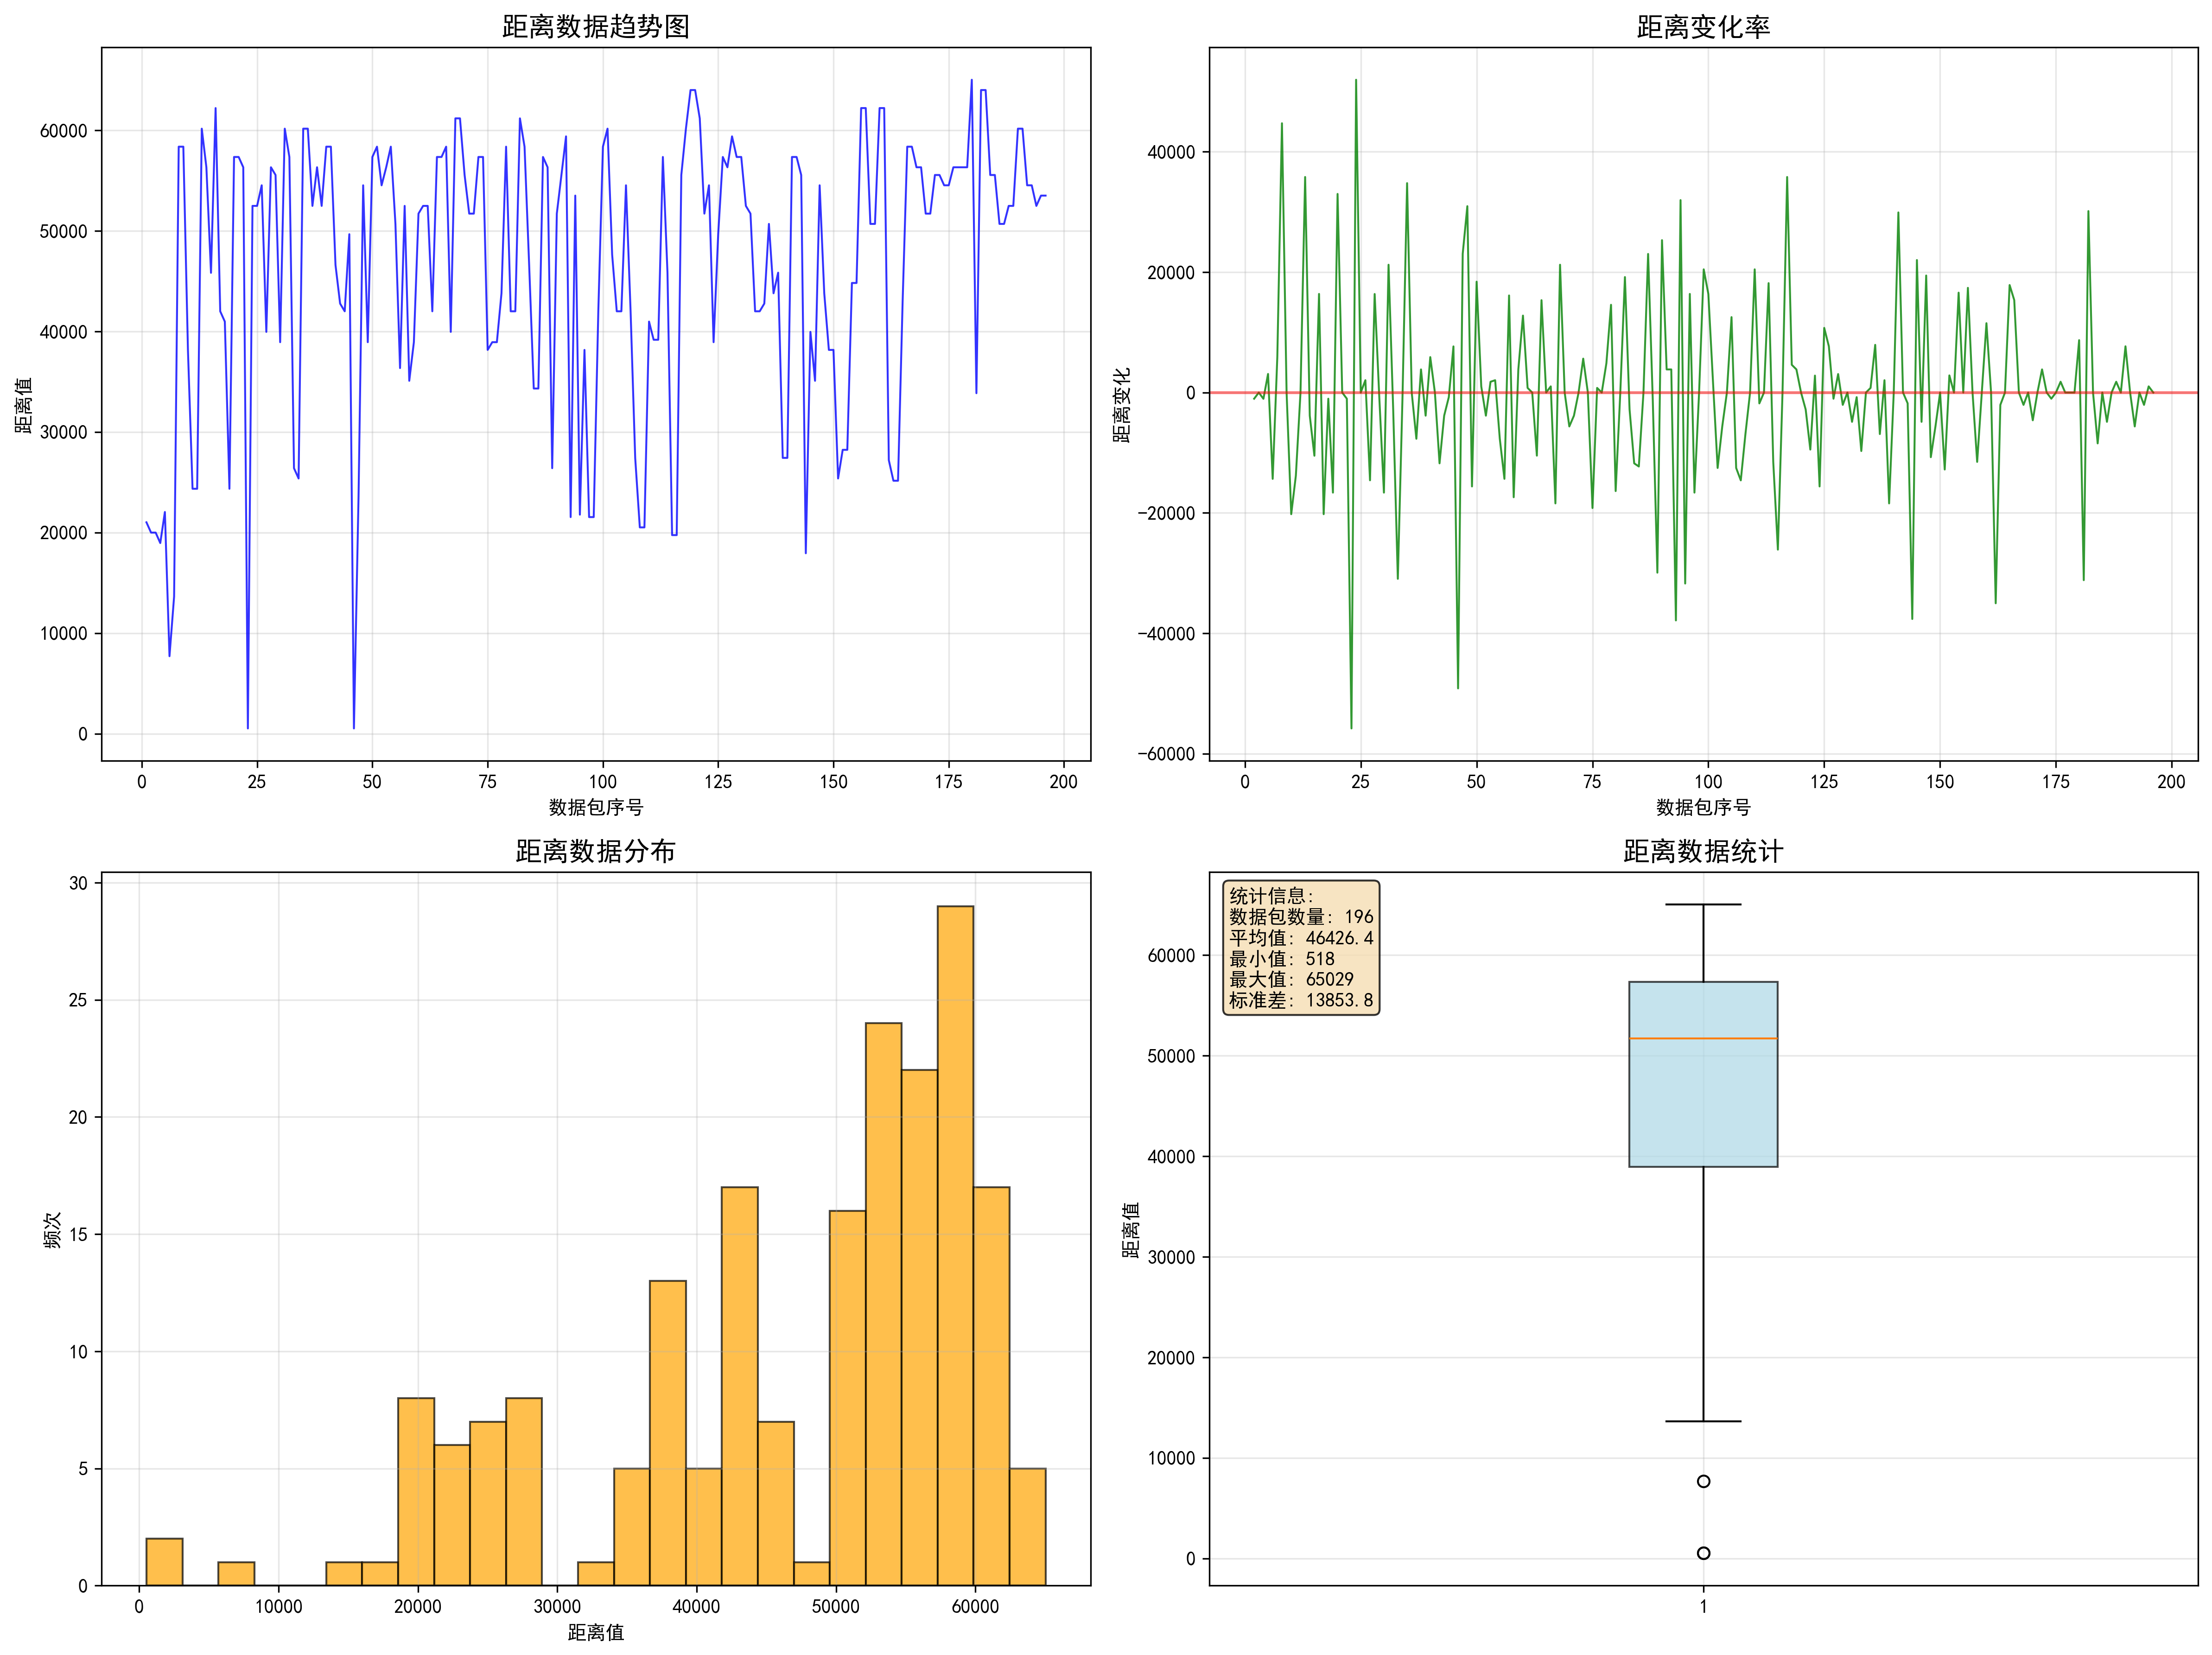 距离数据趋势图
距离值
60000
50000
40000
30000
20000
10000
0
0 25 50 75 100 125 150 175 200
数据包序号
距离变化率
距离变化
40000
20000
0
−20000
−40000
−60000
0 25 50 75 100 125 150 175 200
数据包序号
距离数据分布
频次
30
25
20
15
10
5
0
0 10000 20000 30000 40000 50000 60000
距离值
距离数据统计
统计信息:
数据包数量: 196
平均值: 46426.4
最小值: 518
最大值: 65029
标准差: 13853.8
距离值
60000
50000
40000
30000
20000
10000
0
1